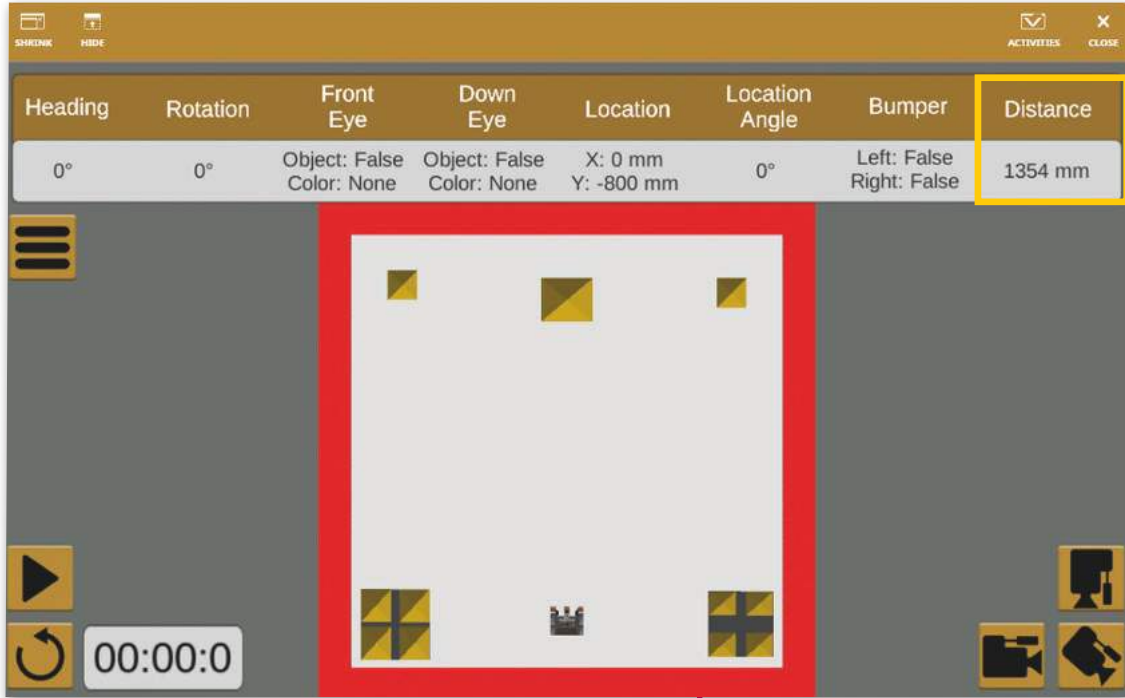 SHRINK HIDE ACTIVITIES CLOSE
Heading Rotation Front Eye Down Eye Location Location Angle Bumper Distance
0° 0° Object: False Object: False X: 0 mm 0° Left: False 1354 mm
Color: None Color: None Y: -800 mm Right: False
00:00:0